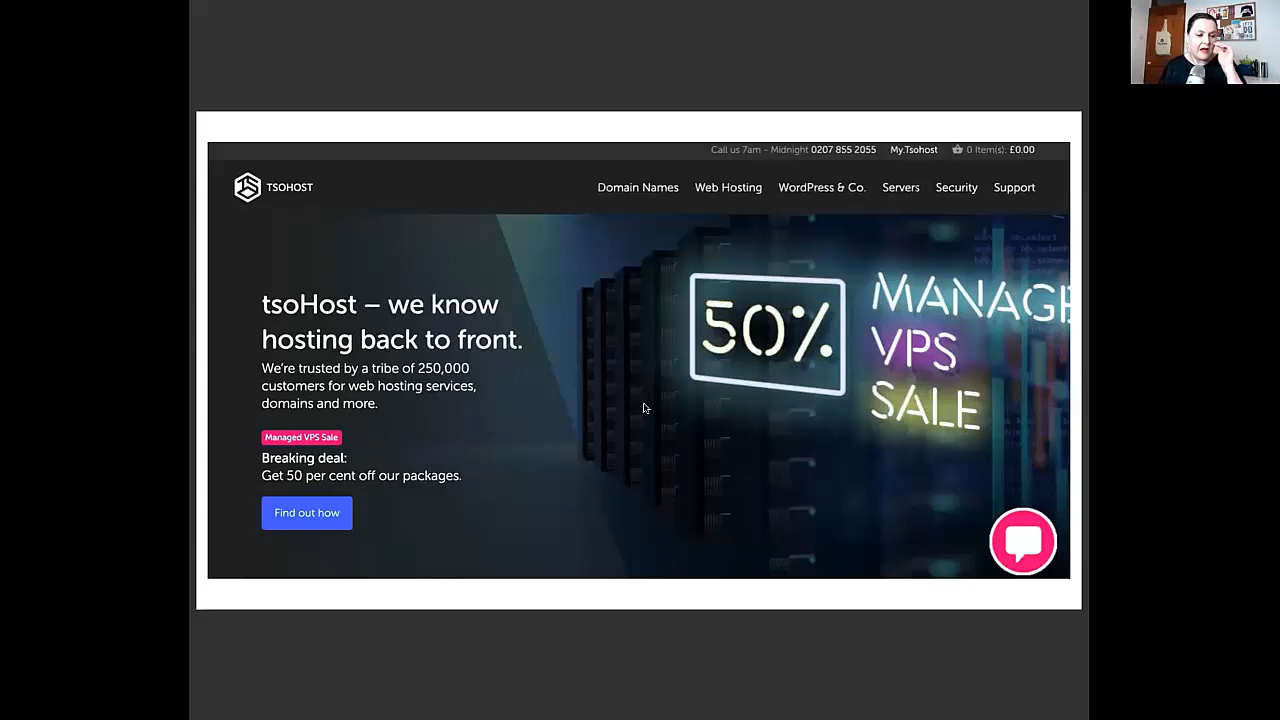 Call us 7am - Midnight 0207 855 2055 My.Tsohost 0 Item(s): £0.00
TSOHOST
Domain Names Web Hosting WordPress & Co. Servers Security Support
tsoHost – we know
hosting back to front.
We're trusted by a tribe of 250,000
customers for web hosting services,
domains and more.
Managed VPS Sale
Breaking deal:
Get 50 per cent off our packages.
Find out how
50%
MANAGE
VPS
SALE